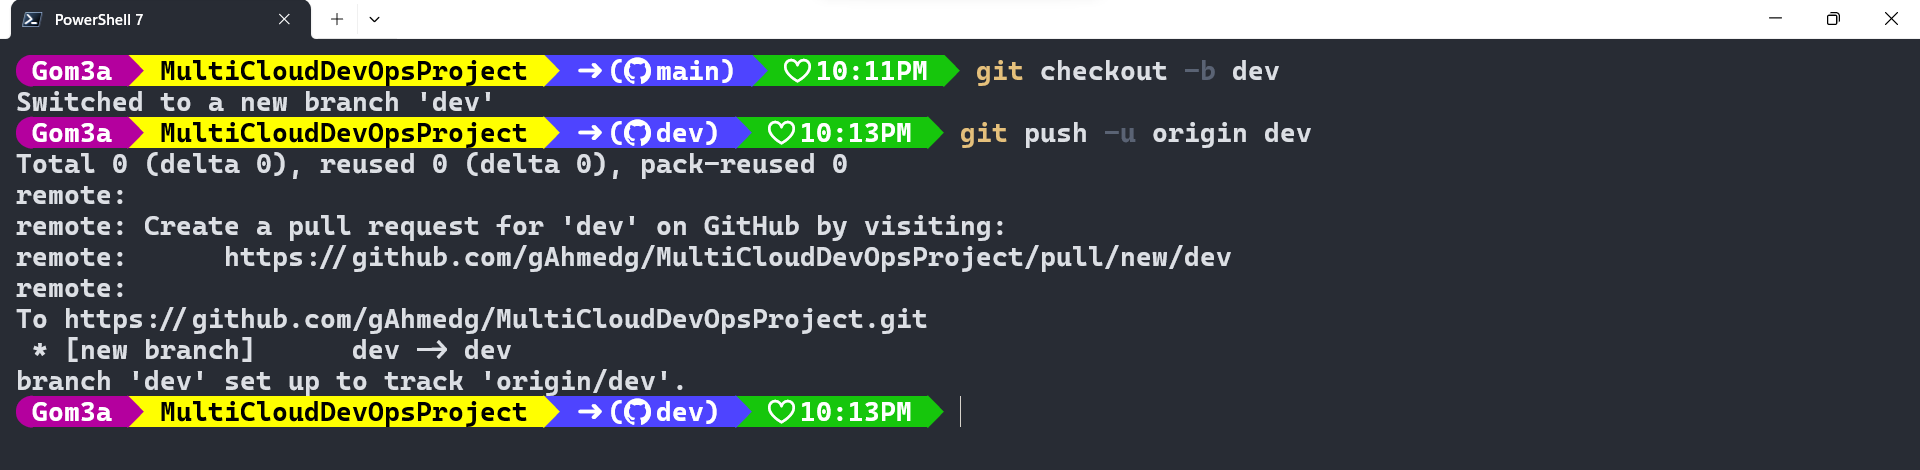 PowerShell 7
Gom3a MultiCloudDevOpsProject →(main) ♡10:11PM git checkout -b dev
Switched to a new branch 'dev'
Gom3a MultiCloudDevOpsProject →(dev) ♡10:13PM git push -u origin dev
Total 0 (delta 0), reused 0 (delta 0), pack-reused 0
remote:
remote: Create a pull request for 'dev' on GitHub by visiting:
remote:      https://github.com/gAhmedg/MultiCloudDevOpsProject/pull/new/dev
remote:
To https://github.com/gAhmedg/MultiCloudDevOpsProject.git
 * [new branch]      dev -> dev
branch 'dev' set up to track 'origin/dev'.
Gom3a MultiCloudDevOpsProject →(dev) ♡10:13PM